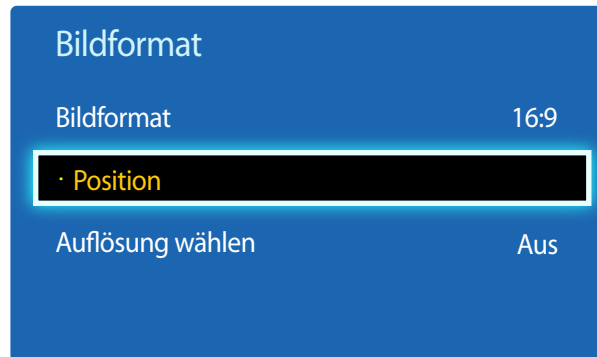 Bildformat
Bildformat 16:9
· Position
Auflösung wählen Aus